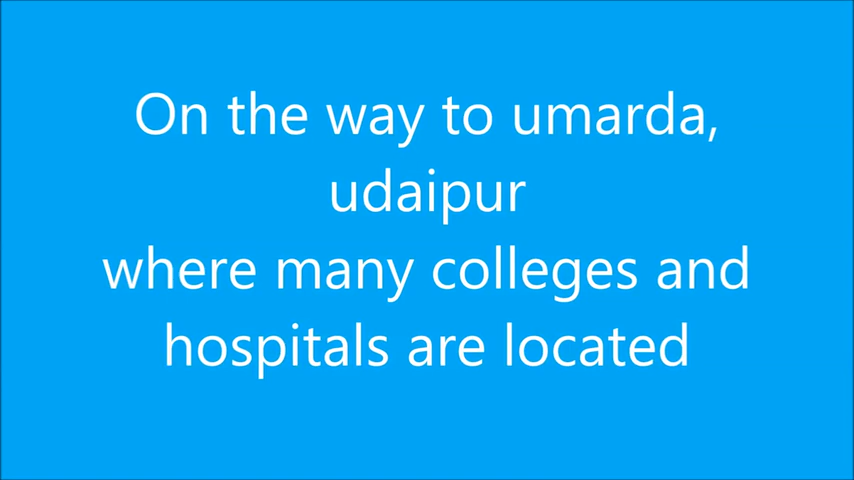 On the way to umarda,
udaipur
where many colleges and
hospitals are located